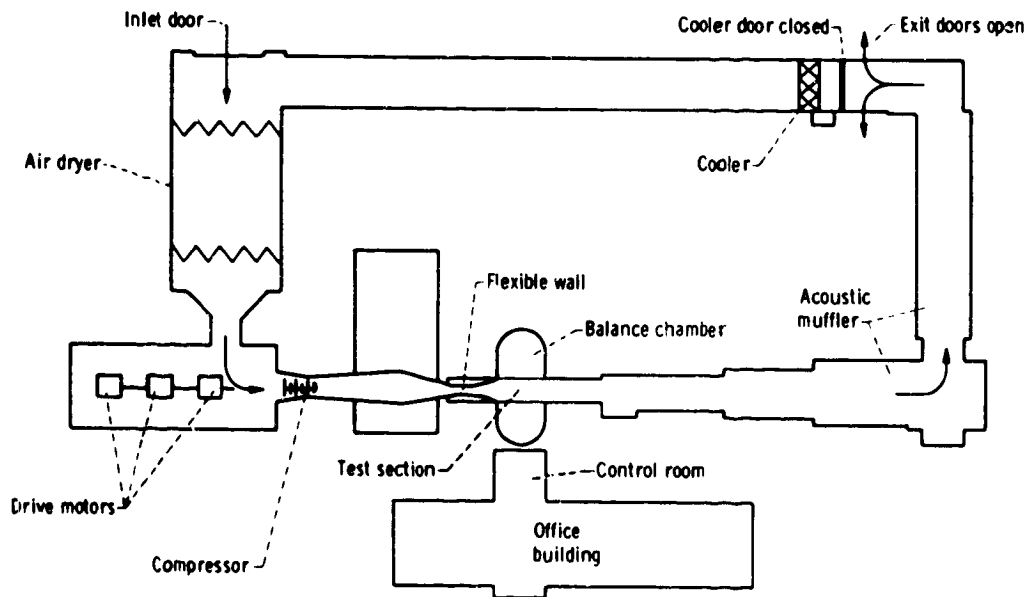 Inlet door
Cooler door closed
Exit doors open
Air dryer
Cooler
Flexible wall
Balance chamber
Acoustic
muffler
Test section
Control room
Drive motors
Office
building
Compressor